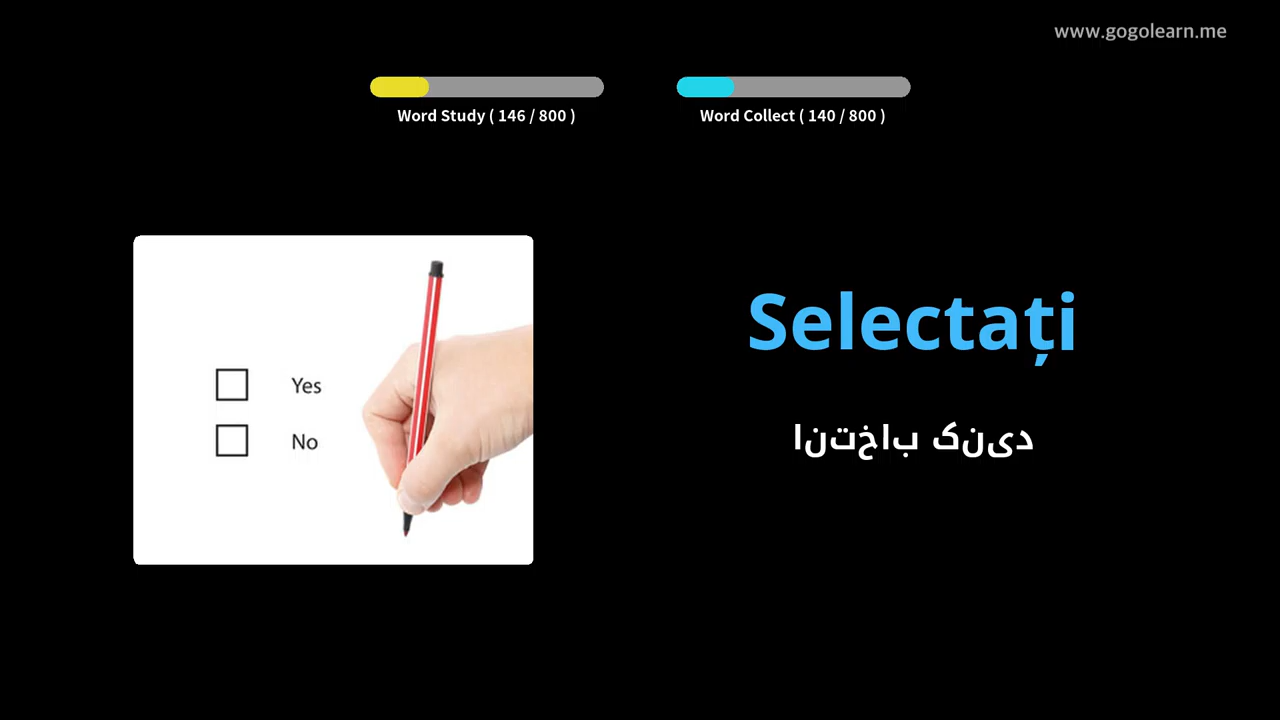 www.gogolearn.me
Word Study ( 146 / 800 )
Word Collect ( 140 / 800 )
Selectați
انتخاب کنید
Yes
No